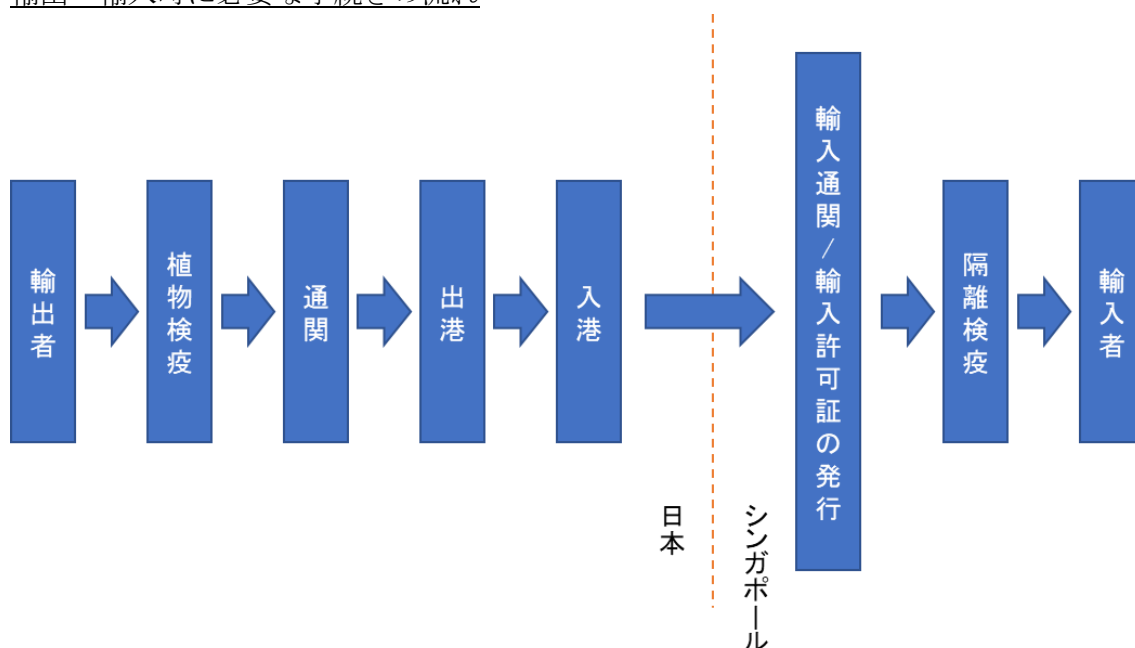 輸出者
植物検疫
通関
出港
入港
日本
シンガポール
輸入通関/輸入許可証の発行
隔離検疫
輸入者